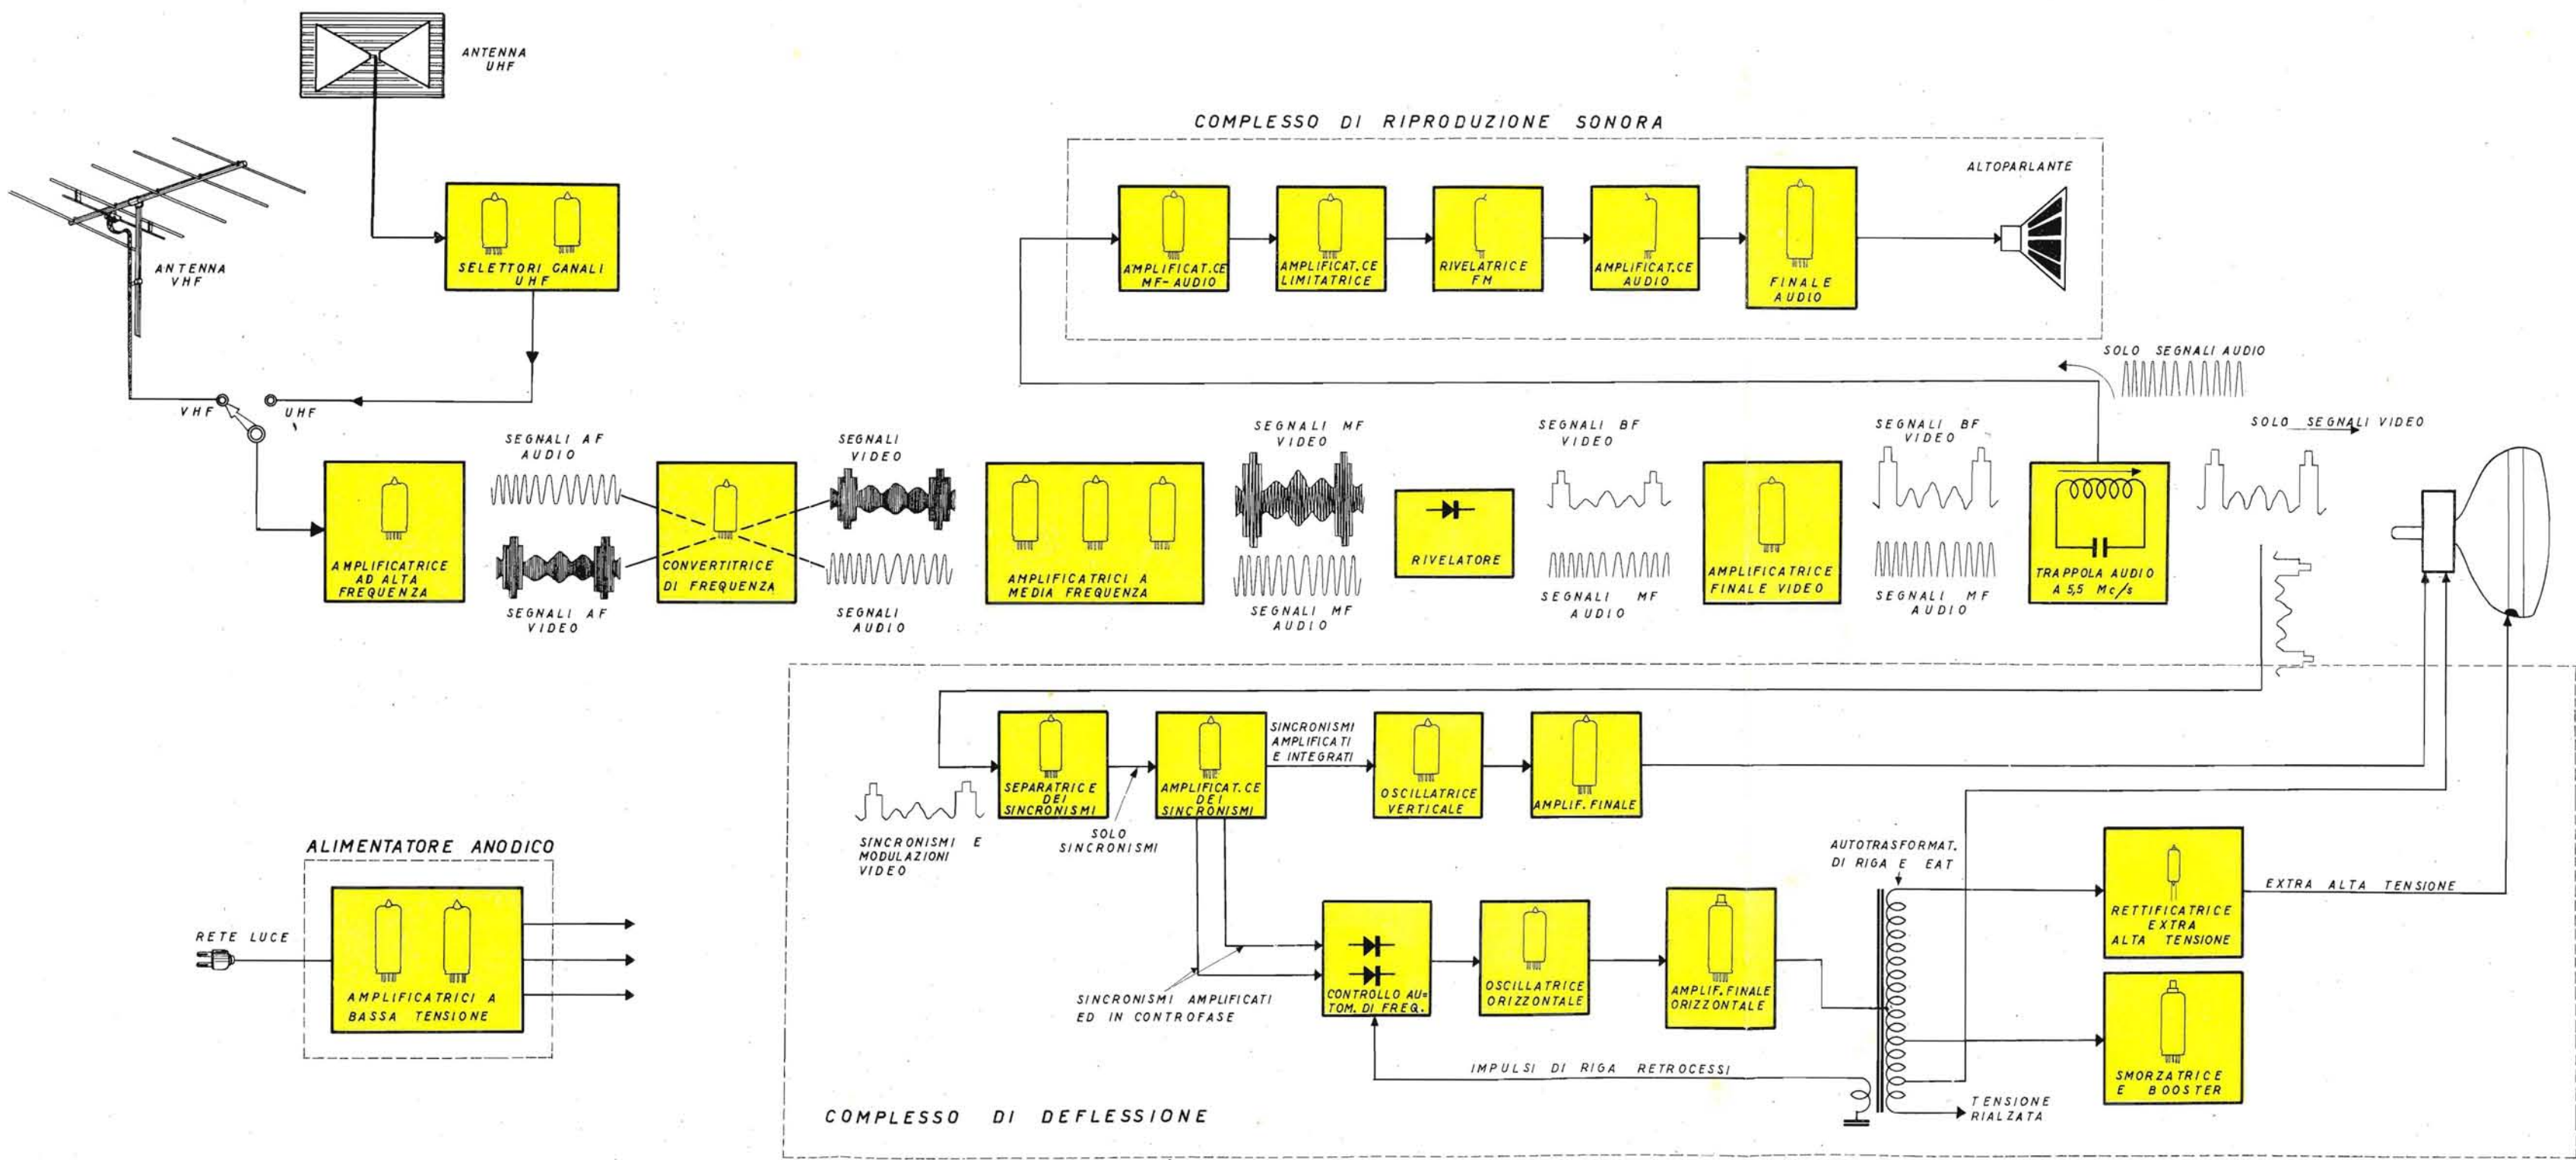 ANTENNA
UHF
COMPLESSO DI RIPRODUZIONE SONORA
ALTOPARLANTE
ANTENNA
VHF
SELETTORI CANALI
UHF
AMPLIFICAT.CE
MF-AUDIO
AMPLIFICAT.CE
LIMITATRICE
RIVELATRICE
FM
AMPLIFICAT.CE
AUDIO
FINALE
AUDIO
SOLO SEGNALI AUDIO
VHF
UHF
SEGNALI AF
AUDIO
SEGNALI
VIDEO
SEGNALI MF
VIDEO
SEGNALI BF
VIDEO
SEGNALI BF
VIDEO
SOLO SEGNALI VIDEO
AMPLIFICATRICE
AD ALTA
FREQUENZA
SEGNALI AF
VIDEO
CONVERTITRICE
DI FREQUENZA
SEGNALI
AUDIO
AMPLIFICATRICI A
MEDIA FREQUENZA
SEGNALI MF
AUDIO
RIVELATORE
SEGNALI MF
AUDIO
AMPLIFICATRICE
FINALE VIDEO
SEGNALI MF
AUDIO
TRAPPOLA AUDIO
A 5,5 Mc/s
SEPARATRICE
DEI
SINCRONISMI
AMPLIFICAT.CE
DEI
SINCRONISMI
SINCRONISMI
AMPLIFICATI
E INTEGRATI
OSCILLATRICE
VERTICALE
AMPLIF. FINALE
SINCRONISMI E
MODULAZIONI
VIDEO
SOLO
SINCRONISMI
ALIMENTATORE ANODICO
RETE LUCE
AMPLIFICATRICI A
BASSA TENSIONE
SINCRONISMI AMPLIFICATI
ED IN CONTROFASE
CONTROLLO AU=
TOM. DI FREQ.
OSCILLATRICE
ORIZZONTALE
AMPLIF. FINALE
ORIZZONTALE
AUTOTRASFORMAT.
DI RIGA E EAT
RETTIFICATRICE
EXTRA
ALTA TENSIONE
EXTRA ALTA TENSIONE
SMORZATRICE
E BOOSTER
IMPULSI DI RIGA RETROCESSI
TENSIONE
RIALZATA
COMPLESSO DI DEFLESSIONE